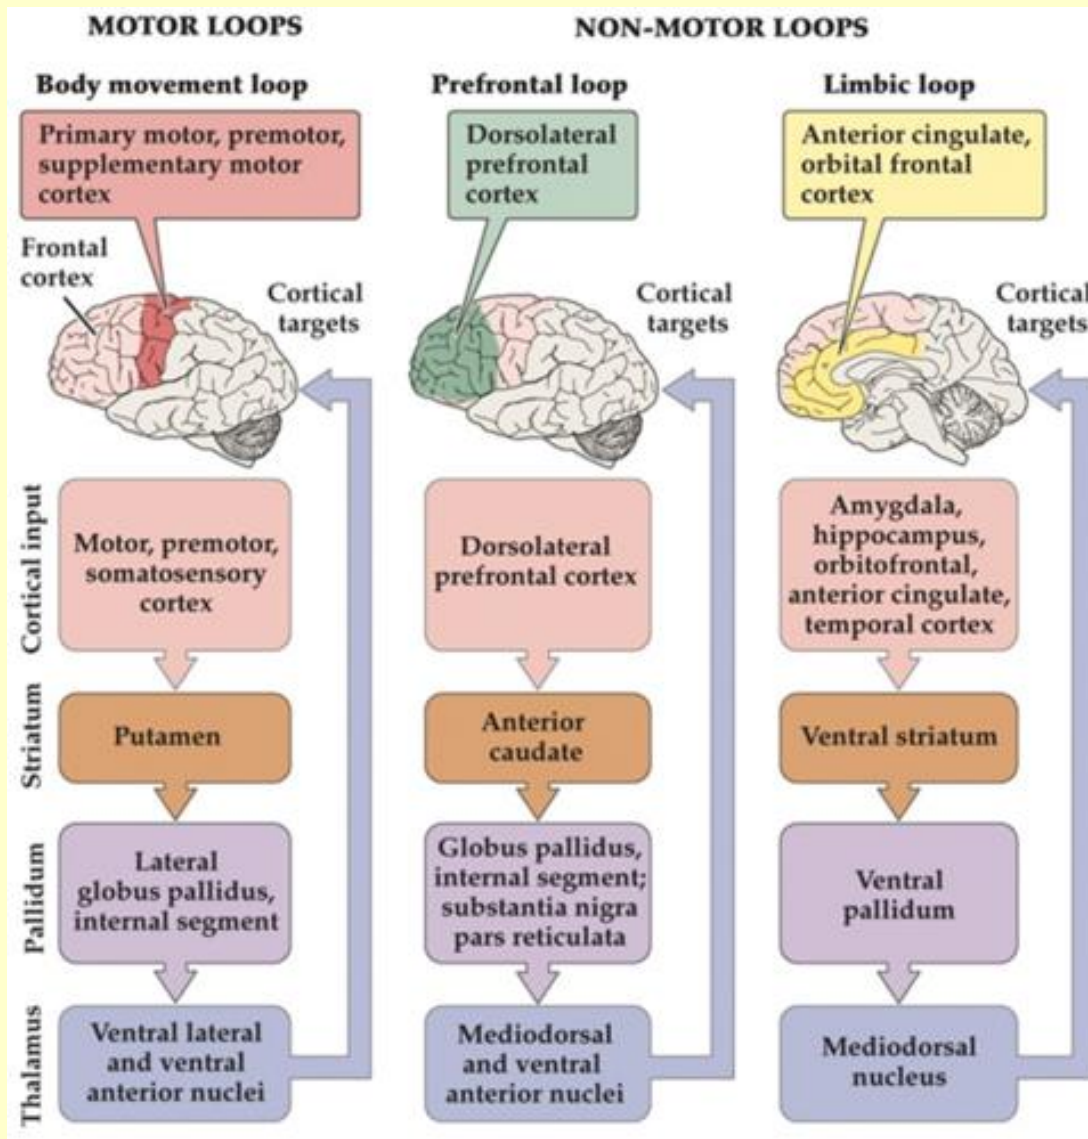 MOTOR LOOPS
NON-MOTOR LOOPS
Body movement loop
Prefrontal loop
Limbic loop
Primary motor, premotor,
supplementary motor
cortex
Dorsolateral
prefrontal
cortex
Anterior cingulate,
orbital frontal
cortex
Frontal
cortex
Cortical
targets
Cortical
targets
Cortical
targets
Cortical input
Motor, premotor,
somatosensory
cortex
Dorsolateral
prefrontal cortex
Amygdala,
hippocampus,
orbitofrontal,
anterior cingulate,
temporal cortex
Striatum
Putamen
Anterior
caudate
Ventral striatum
Pallidum
Lateral
globus pallidus,
internal segment
Globus pallidus,
internal segment;
substantia nigra
pars reticulata
Ventral
pallidum
Thalamus
Ventral lateral
and ventral
anterior nuclei
Mediodorsal
and ventral
anterior nuclei
Mediodorsal
nucleus